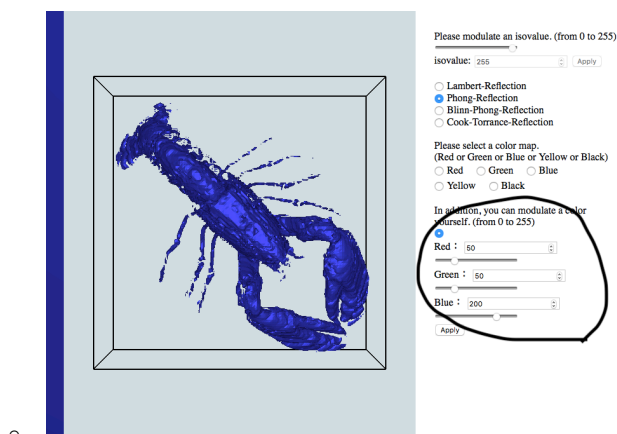 Please modulate an isovalue. (from 0 to 255)
isovalue: 255 Apply
Lambert-Reflection
Phong-Reflection
Blinn-Phong-Reflection
Cook-Torrance-Reflection
Please select a color map.
(Red or Green or Blue or Yellow or Black)
Red Green Blue
Yellow Black
In addition, you can modulate a color
yourself. (from 0 to 255)
Red : 50
Green : 50
Blue : 200
Apply